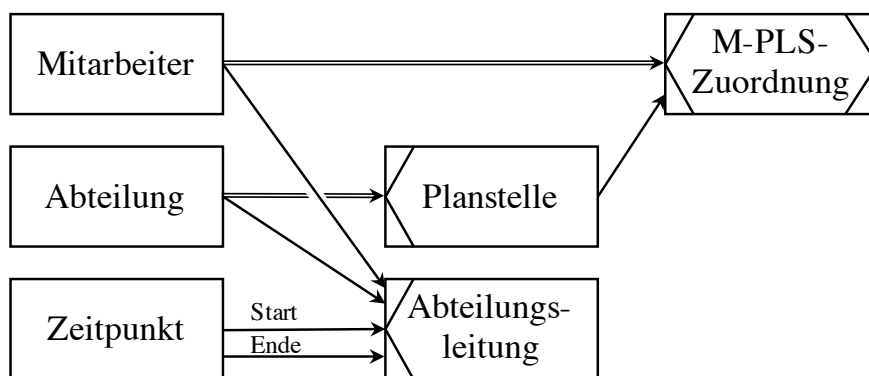 Mitarbeiter
M-PLS-
Zuordnung
Abteilung
Planstelle
Zeitpunkt
Start
Ende
Abteilungs-
leitung